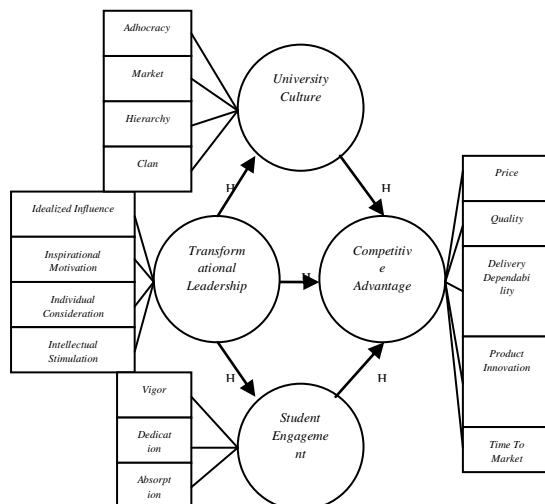 Adhocracy
Market
Hierarchy
Clan
University
Culture
H
H
Idealized Influence
Inspirational
Motivation
Individual
Consideration
Intellectual
Stimulation
Transform
ational
Leadership
H
Competitiv
e
Advantage
Price
Quality
Delivery
Dependabi
lity
Product
Innovation
Time To
Market
H
H
Vigor
Dedicat
ion
Absorpt
ion
Student
Engageme
nt